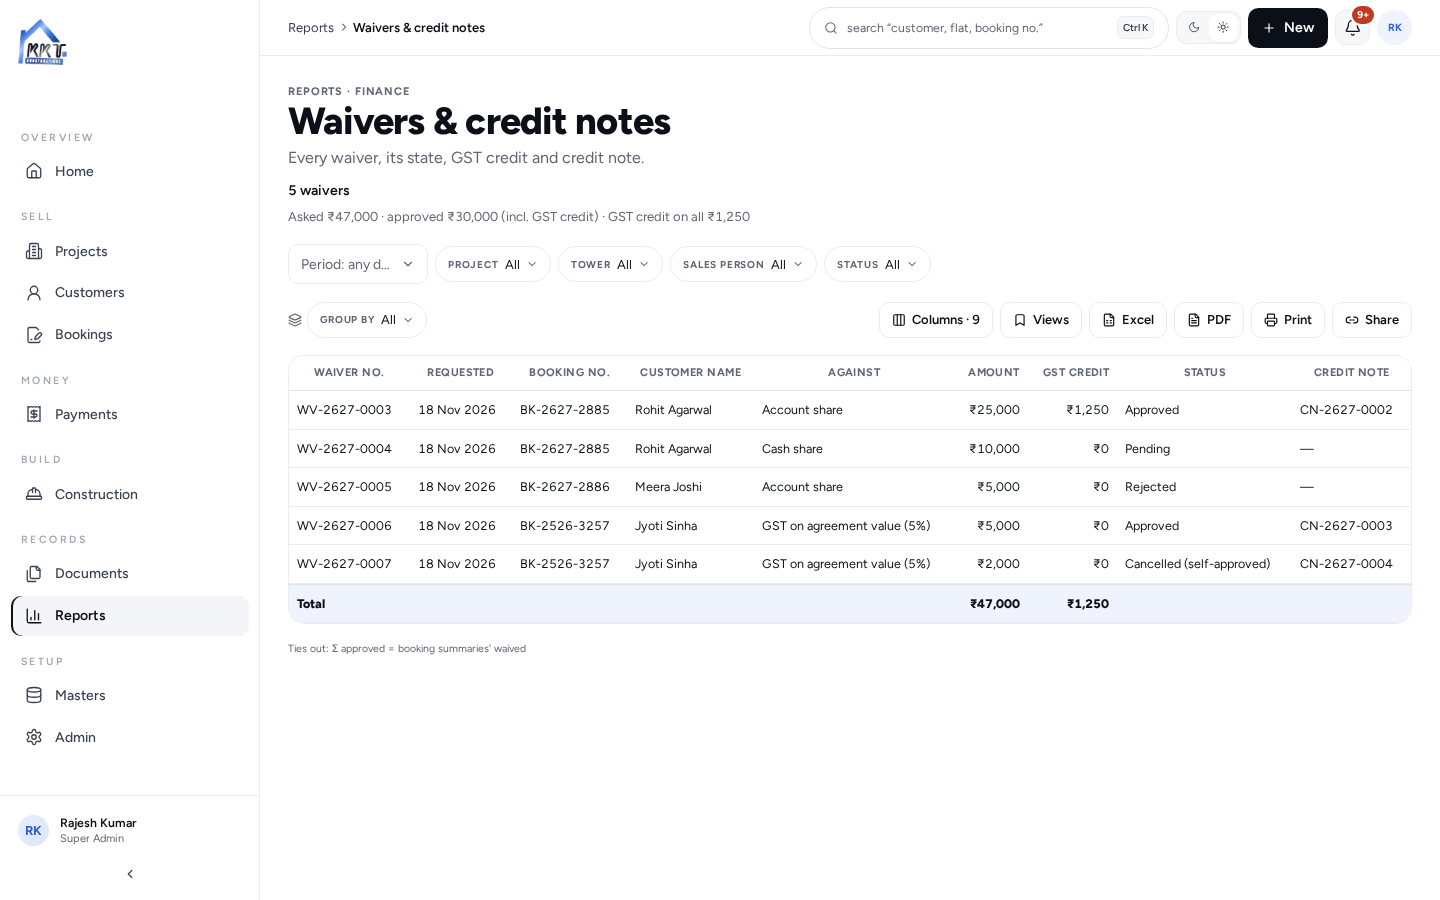 RKT
CONSTRUCTIONS
Reports > Waivers & credit notes
search “customer, flat, booking no.”
Ctrl K
+ New
9+
RK
OVERVIEW
Home
SELL
Projects
Customers
Bookings
MONEY
Payments
BUILD
Construction
RECORDS
Documents
Reports
SETUP
Masters
Admin
RK
Rajesh Kumar
Super Admin
REPORTS · FINANCE
Waivers & credit notes
Every waiver, its state, GST credit and credit note.
5 waivers
Asked ₹47,000 · approved ₹30,000 (incl. GST credit) · GST credit on all ₹1,250
Period: any d... PROJECT All TOWER All SALES PERSON All STATUS All
GROUP BY All Columns · 9 Views Excel PDF Print Share
WAIVER NO. REQUESTED BOOKING NO. CUSTOMER NAME AGAINST AMOUNT GST CREDIT STATUS CREDIT NOTE
WV-2627-0003 18 Nov 2026 BK-2627-2885 Rohit Agarwal Account share ₹25,000 ₹1,250 Approved CN-2627-0002
WV-2627-0004 18 Nov 2026 BK-2627-2885 Rohit Agarwal Cash share ₹10,000 ₹0 Pending —
WV-2627-0005 18 Nov 2026 BK-2627-2886 Meera Joshi Account share ₹5,000 ₹0 Rejected —
WV-2627-0006 18 Nov 2026 BK-2526-3257 Jyoti Sinha GST on agreement value (5%) ₹5,000 ₹0 Approved CN-2627-0003
WV-2627-0007 18 Nov 2026 BK-2526-3257 Jyoti Sinha GST on agreement value (5%) ₹2,000 ₹0 Cancelled (self-approved) CN-2627-0004
Total ₹47,000 ₹1,250
Ties out: Σ approved = booking summaries' waived